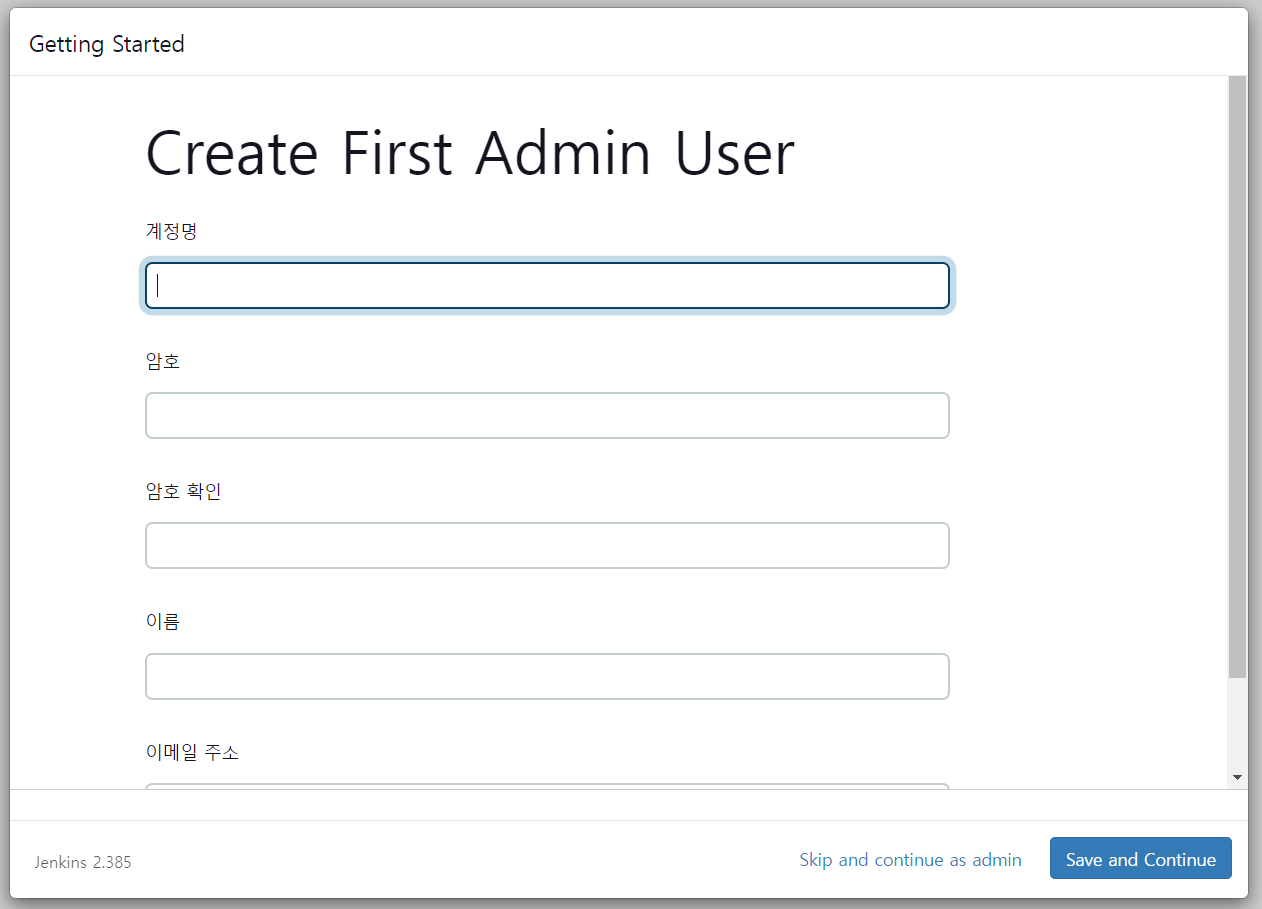 Getting Started
Create First Admin User
계정명
암호
암호 확인
이름
이메일 주소
Jenkins 2.385
Skip and continue as admin
Save and Continue